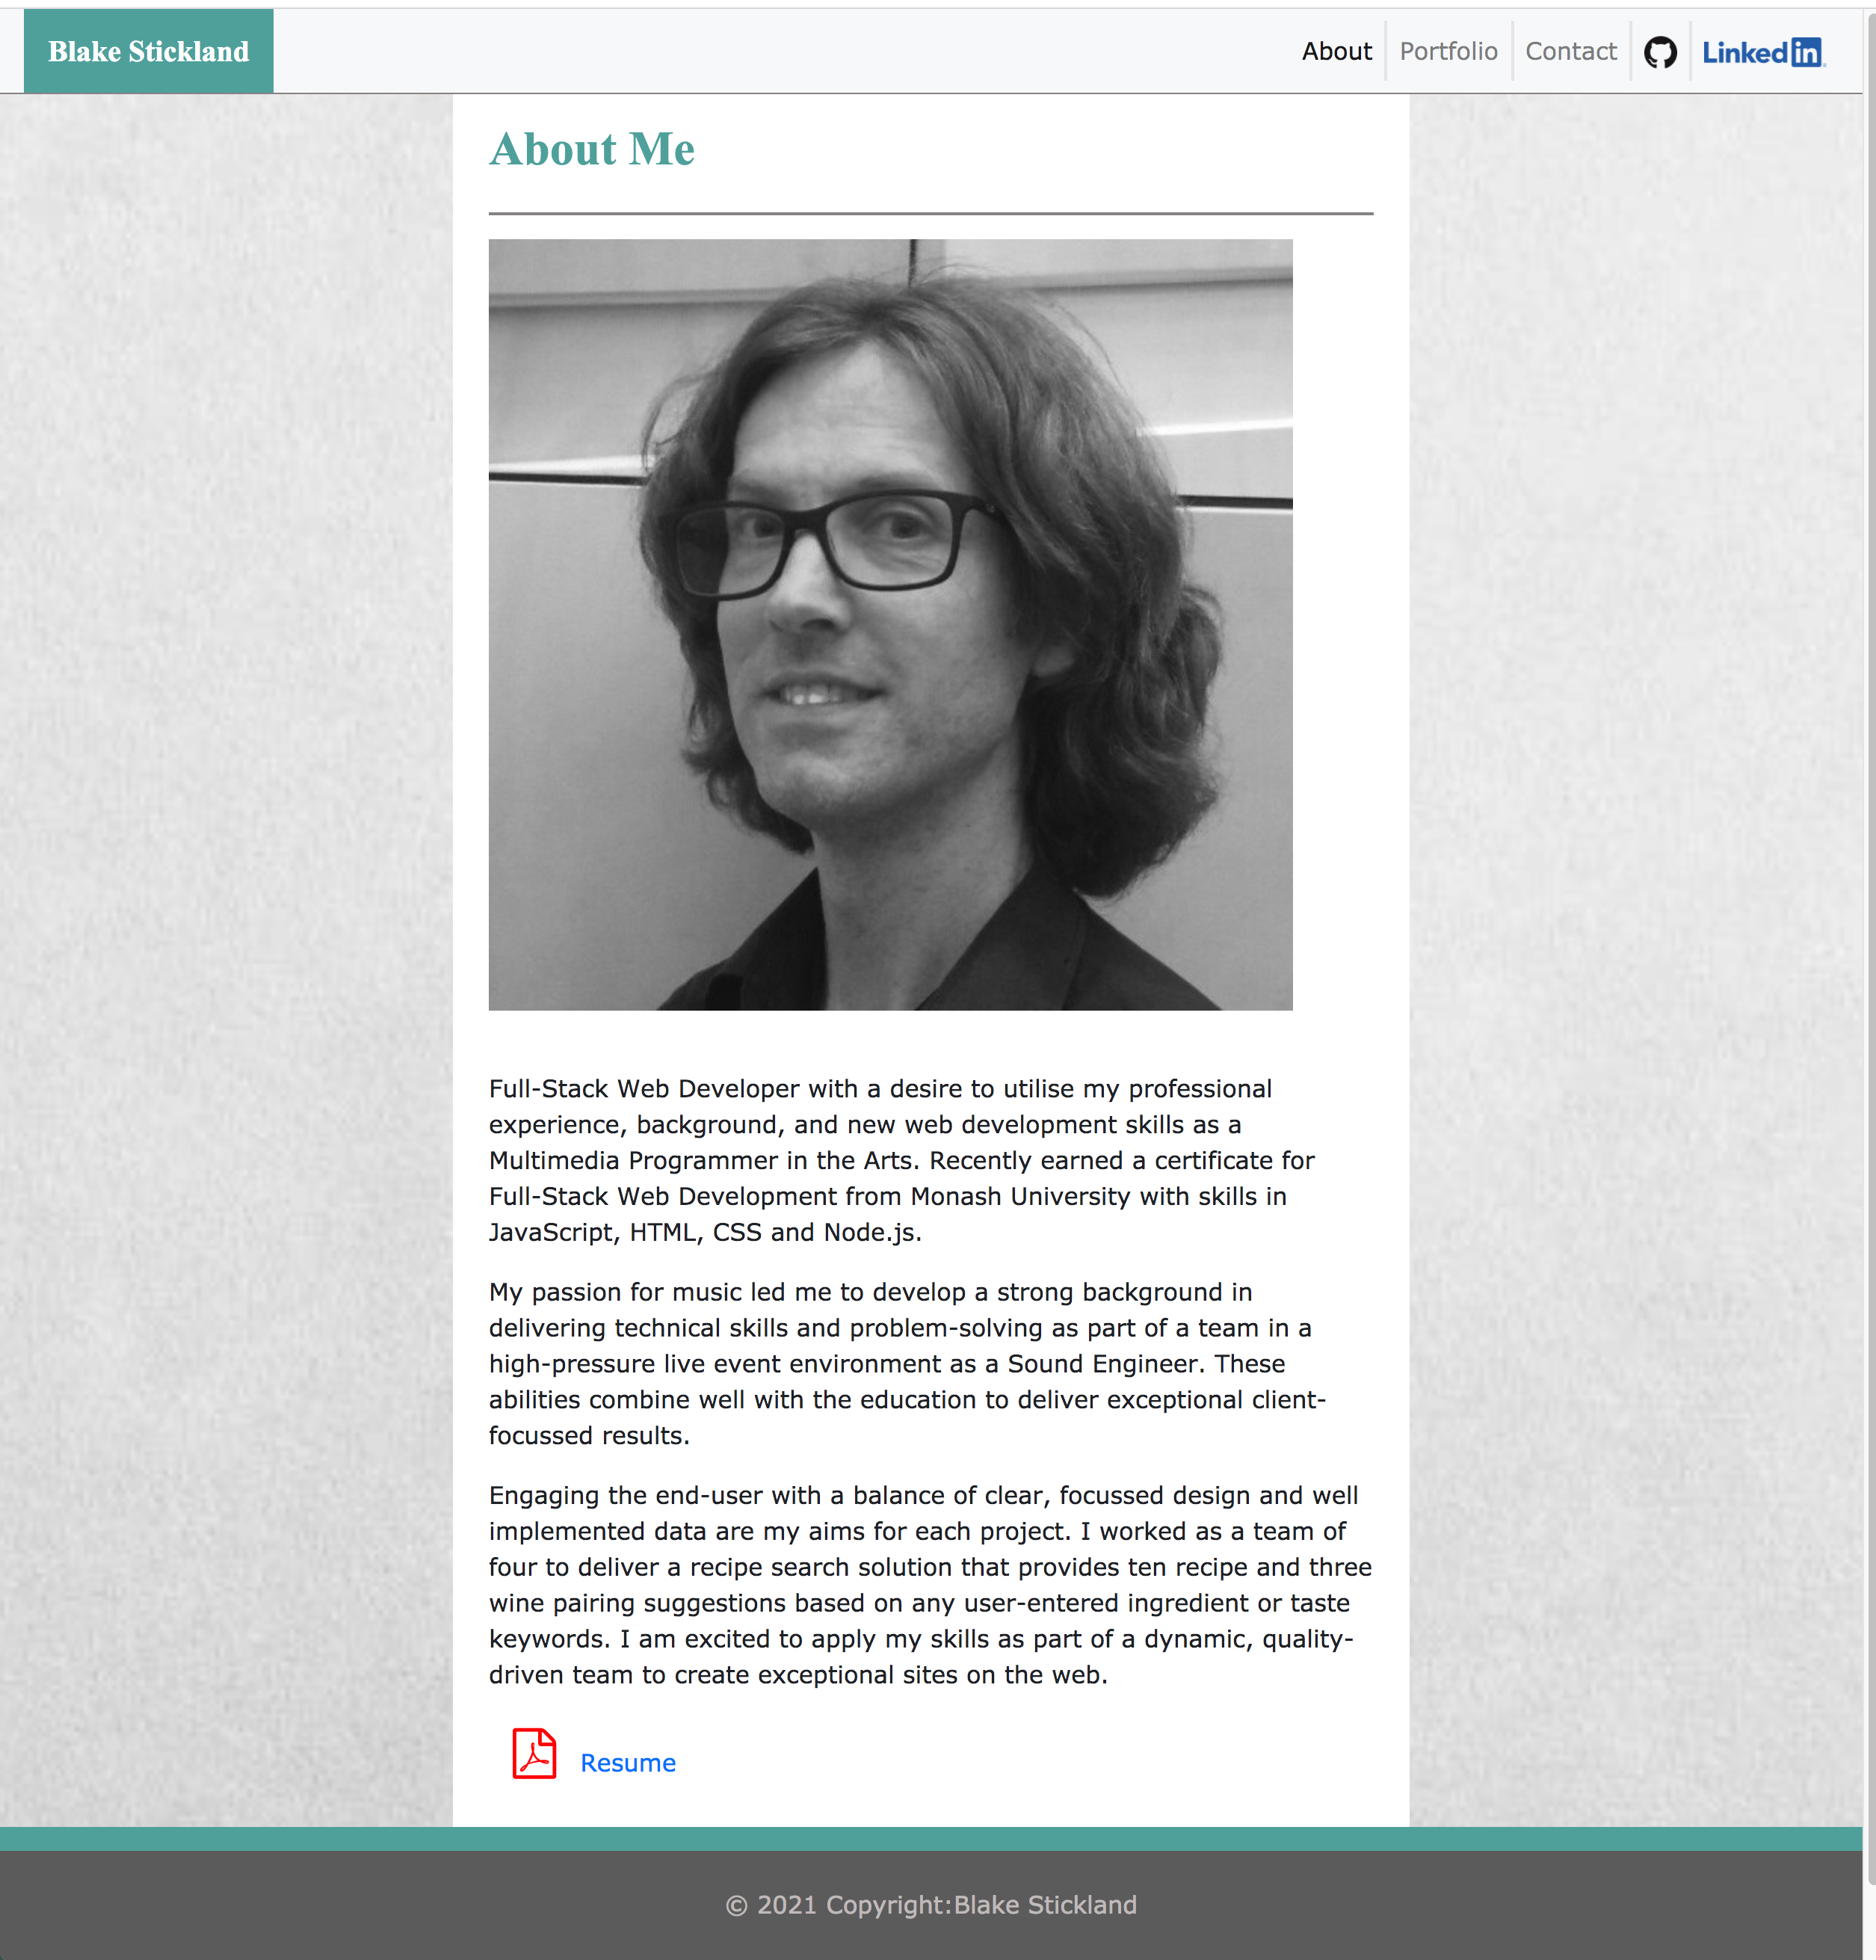 Blake Stickland
About
Portfolio
Contact
Linked in
About Me
Full-Stack Web Developer with a desire to utilise my professional
experience, background, and new web development skills as a
Multimedia Programmer in the Arts. Recently earned a certificate for
Full-Stack Web Development from Monash University with skills in
JavaScript, HTML, CSS and Node.js.
My passion for music led me to develop a strong background in
delivering technical skills and problem-solving as part of a team in a
high-pressure live event environment as a Sound Engineer. These
abilities combine well with the education to deliver exceptional client-
focussed results.
Engaging the end-user with a balance of clear, focussed design and well
implemented data are my aims for each project. I worked as a team of
four to deliver a recipe search solution that provides ten recipe and three
wine pairing suggestions based on any user-entered ingredient or taste
keywords. I am excited to apply my skills as part of a dynamic, quality-
driven team to create exceptional sites on the web.
Resume
© 2021 Copyright:Blake Stickland